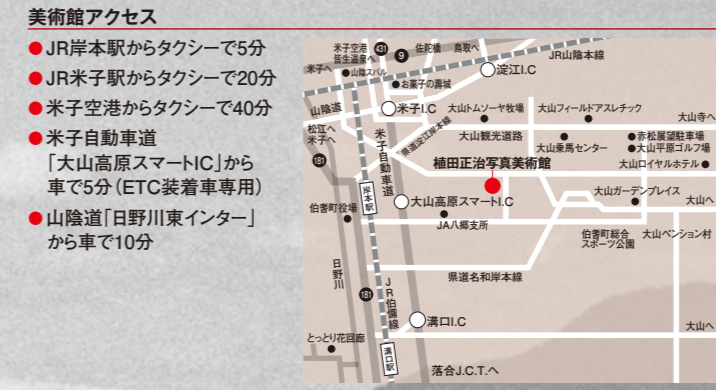 美術館アクセス
●JR岸本駅からタクシーで5分
●JR米子駅からタクシーで20分
●米子空港からタクシーで40分
●米子自動車道
「大山高原スマートIC」から
車で5分（ETC装着車専用）
●山陰道「日野川東インター」
から車で10分
米子空港
皆生温泉へ
431
9
佐陀橋
鳥取へ
JR山陰本線
米子へ
山陰スバル
お菓子の壽城
淀江I.C
山陰道
米子I.C
大山トムソーヤ牧場
大山フィールドアスレチック
大山寺へ
松江へ
米子へ
181
米子自動車道
県道淀江岸本線
大山観光道路
大山乗馬センター
赤松展望駐車場
大山平原ゴルフ場
植田正治写真美術館
大山ロイヤルホテル
岸本駅
大山高原スマートI.C
大山ガーデンプレイス
大山へ
伯耆町役場
JA八郷支所
伯耆町総合
スポーツ公園
大山ペンション村
日野川
181
JR伯備線
県道名和岸本線
溝口I.C
大山へ
とっとり花回廊
溝口駅
落合J.C.T.へ